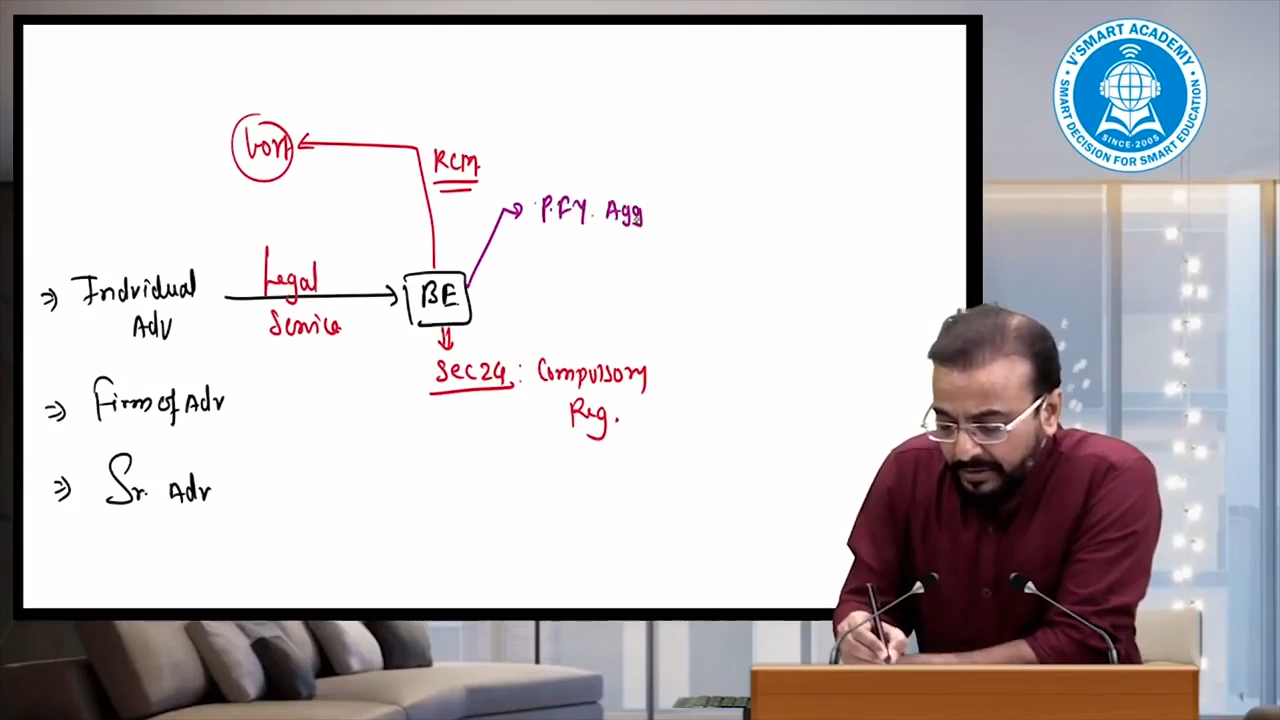 Govt
RCM
P.F.Y. Agg
⇒ Individual Adv
Legal Service
BE
Sec 24 : Compulsory Reg.
⇒ Firm of Adv
⇒ Sr. Adv
V'SMART ACADEMY
SMART DECISION FOR SMART EDUCATION
SINCE-2005